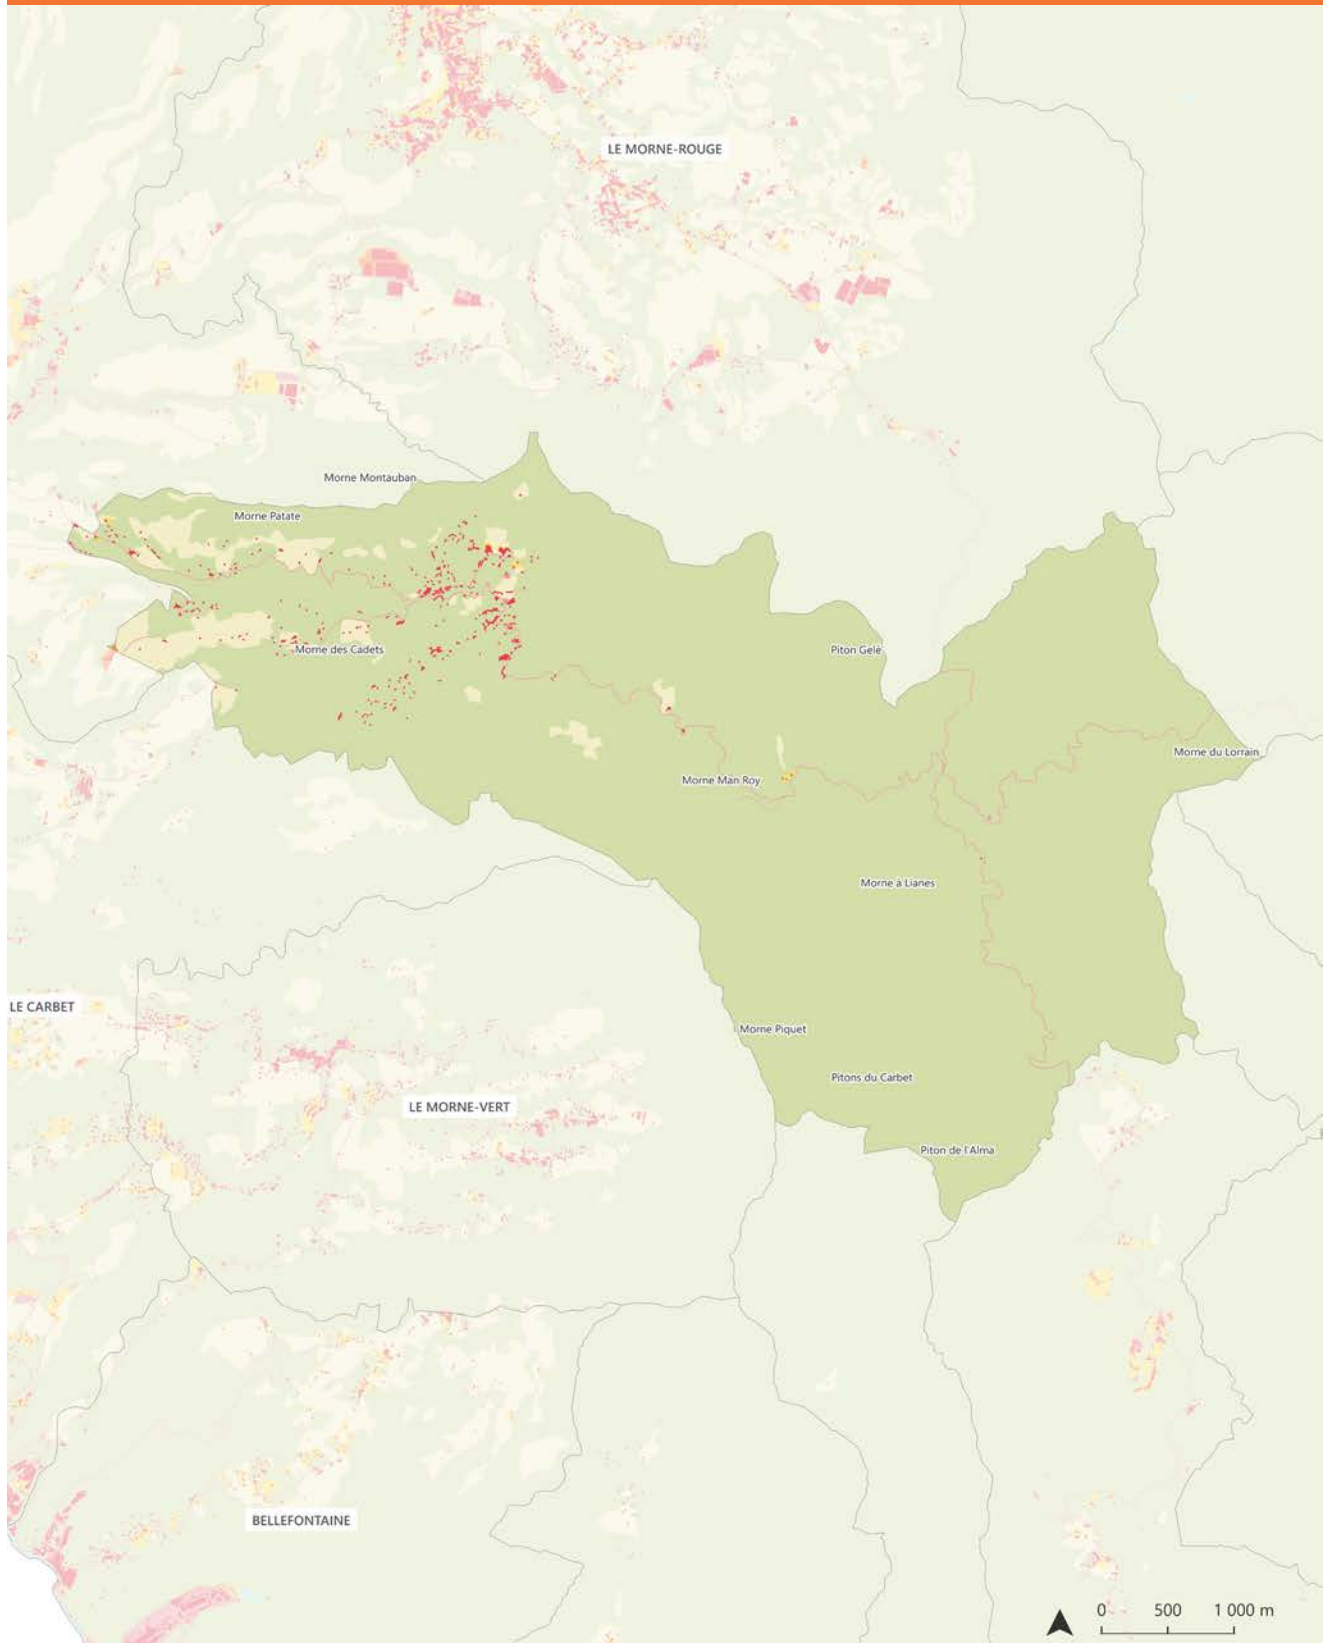 LE MORNE-ROUGE
Morne Montauban
Morne Patate
Morne des Cadets
Piton Gelé
Morne du Lorrain
Morne Man Roy
Morne à Lianes
LE CARBET
Morne Piquet
Pitons du Carbet
LE MORNE-VERT
Piton de l'Alma
BELLEFONTAINE
0 500 1 000 m